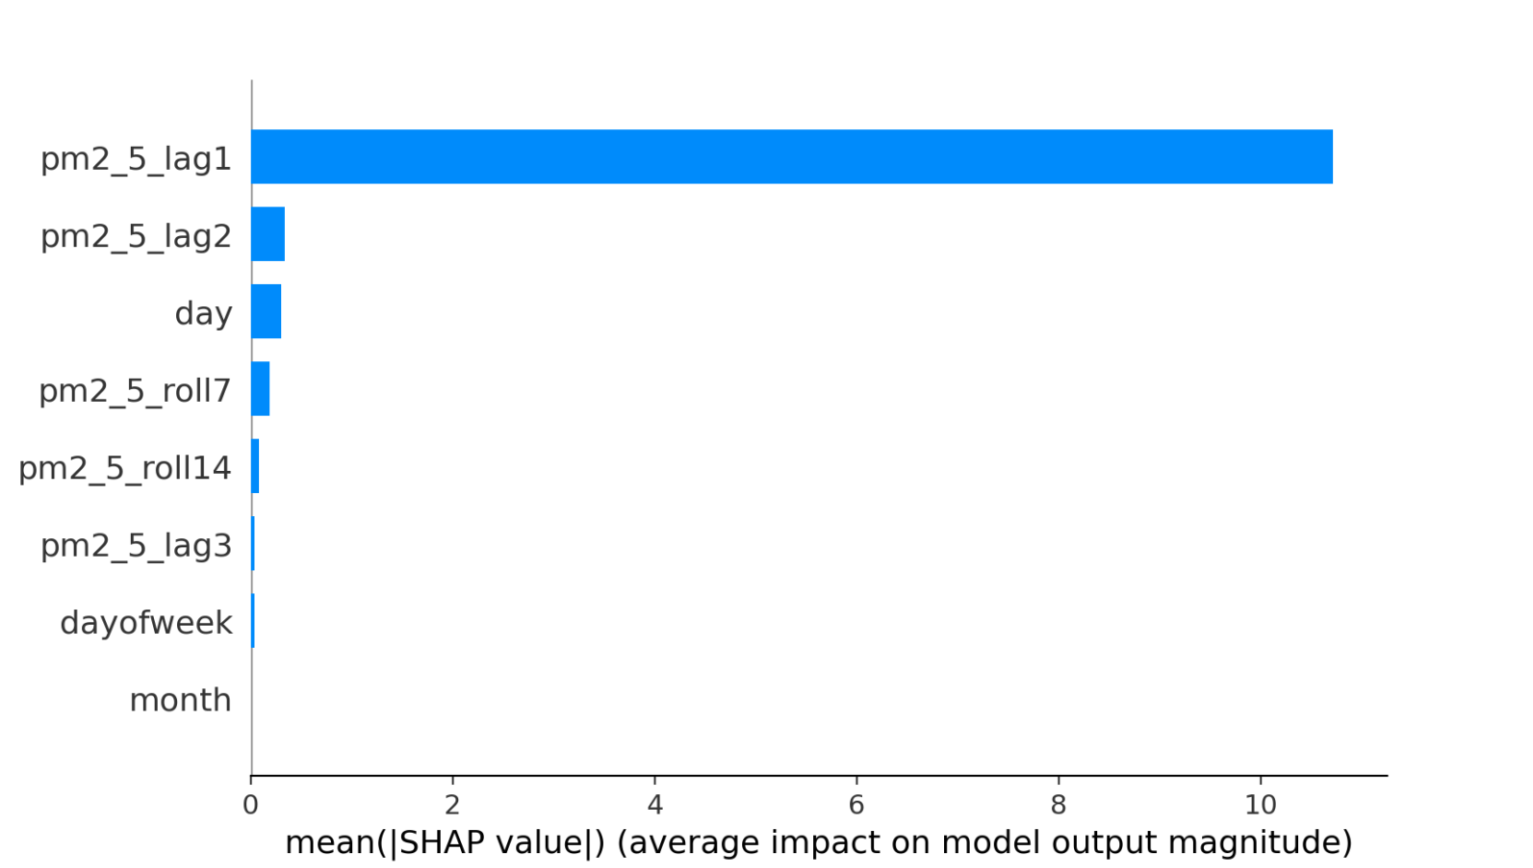 pm2_5_lag1
pm2_5_lag2
day
pm2_5_roll7
pm2_5_roll14
pm2_5_lag3
dayofweek
month
0 2 4 6 8 10
mean(|SHAP value|) (average impact on model output magnitude)